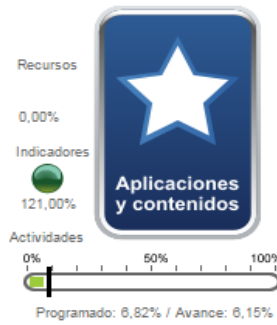 Recursos
0,00%
Indicadores
121,00%
Aplicaciones
y contenidos
Actividades
0% 50% 100%
Programado: 6,82% / Avance: 6,15%